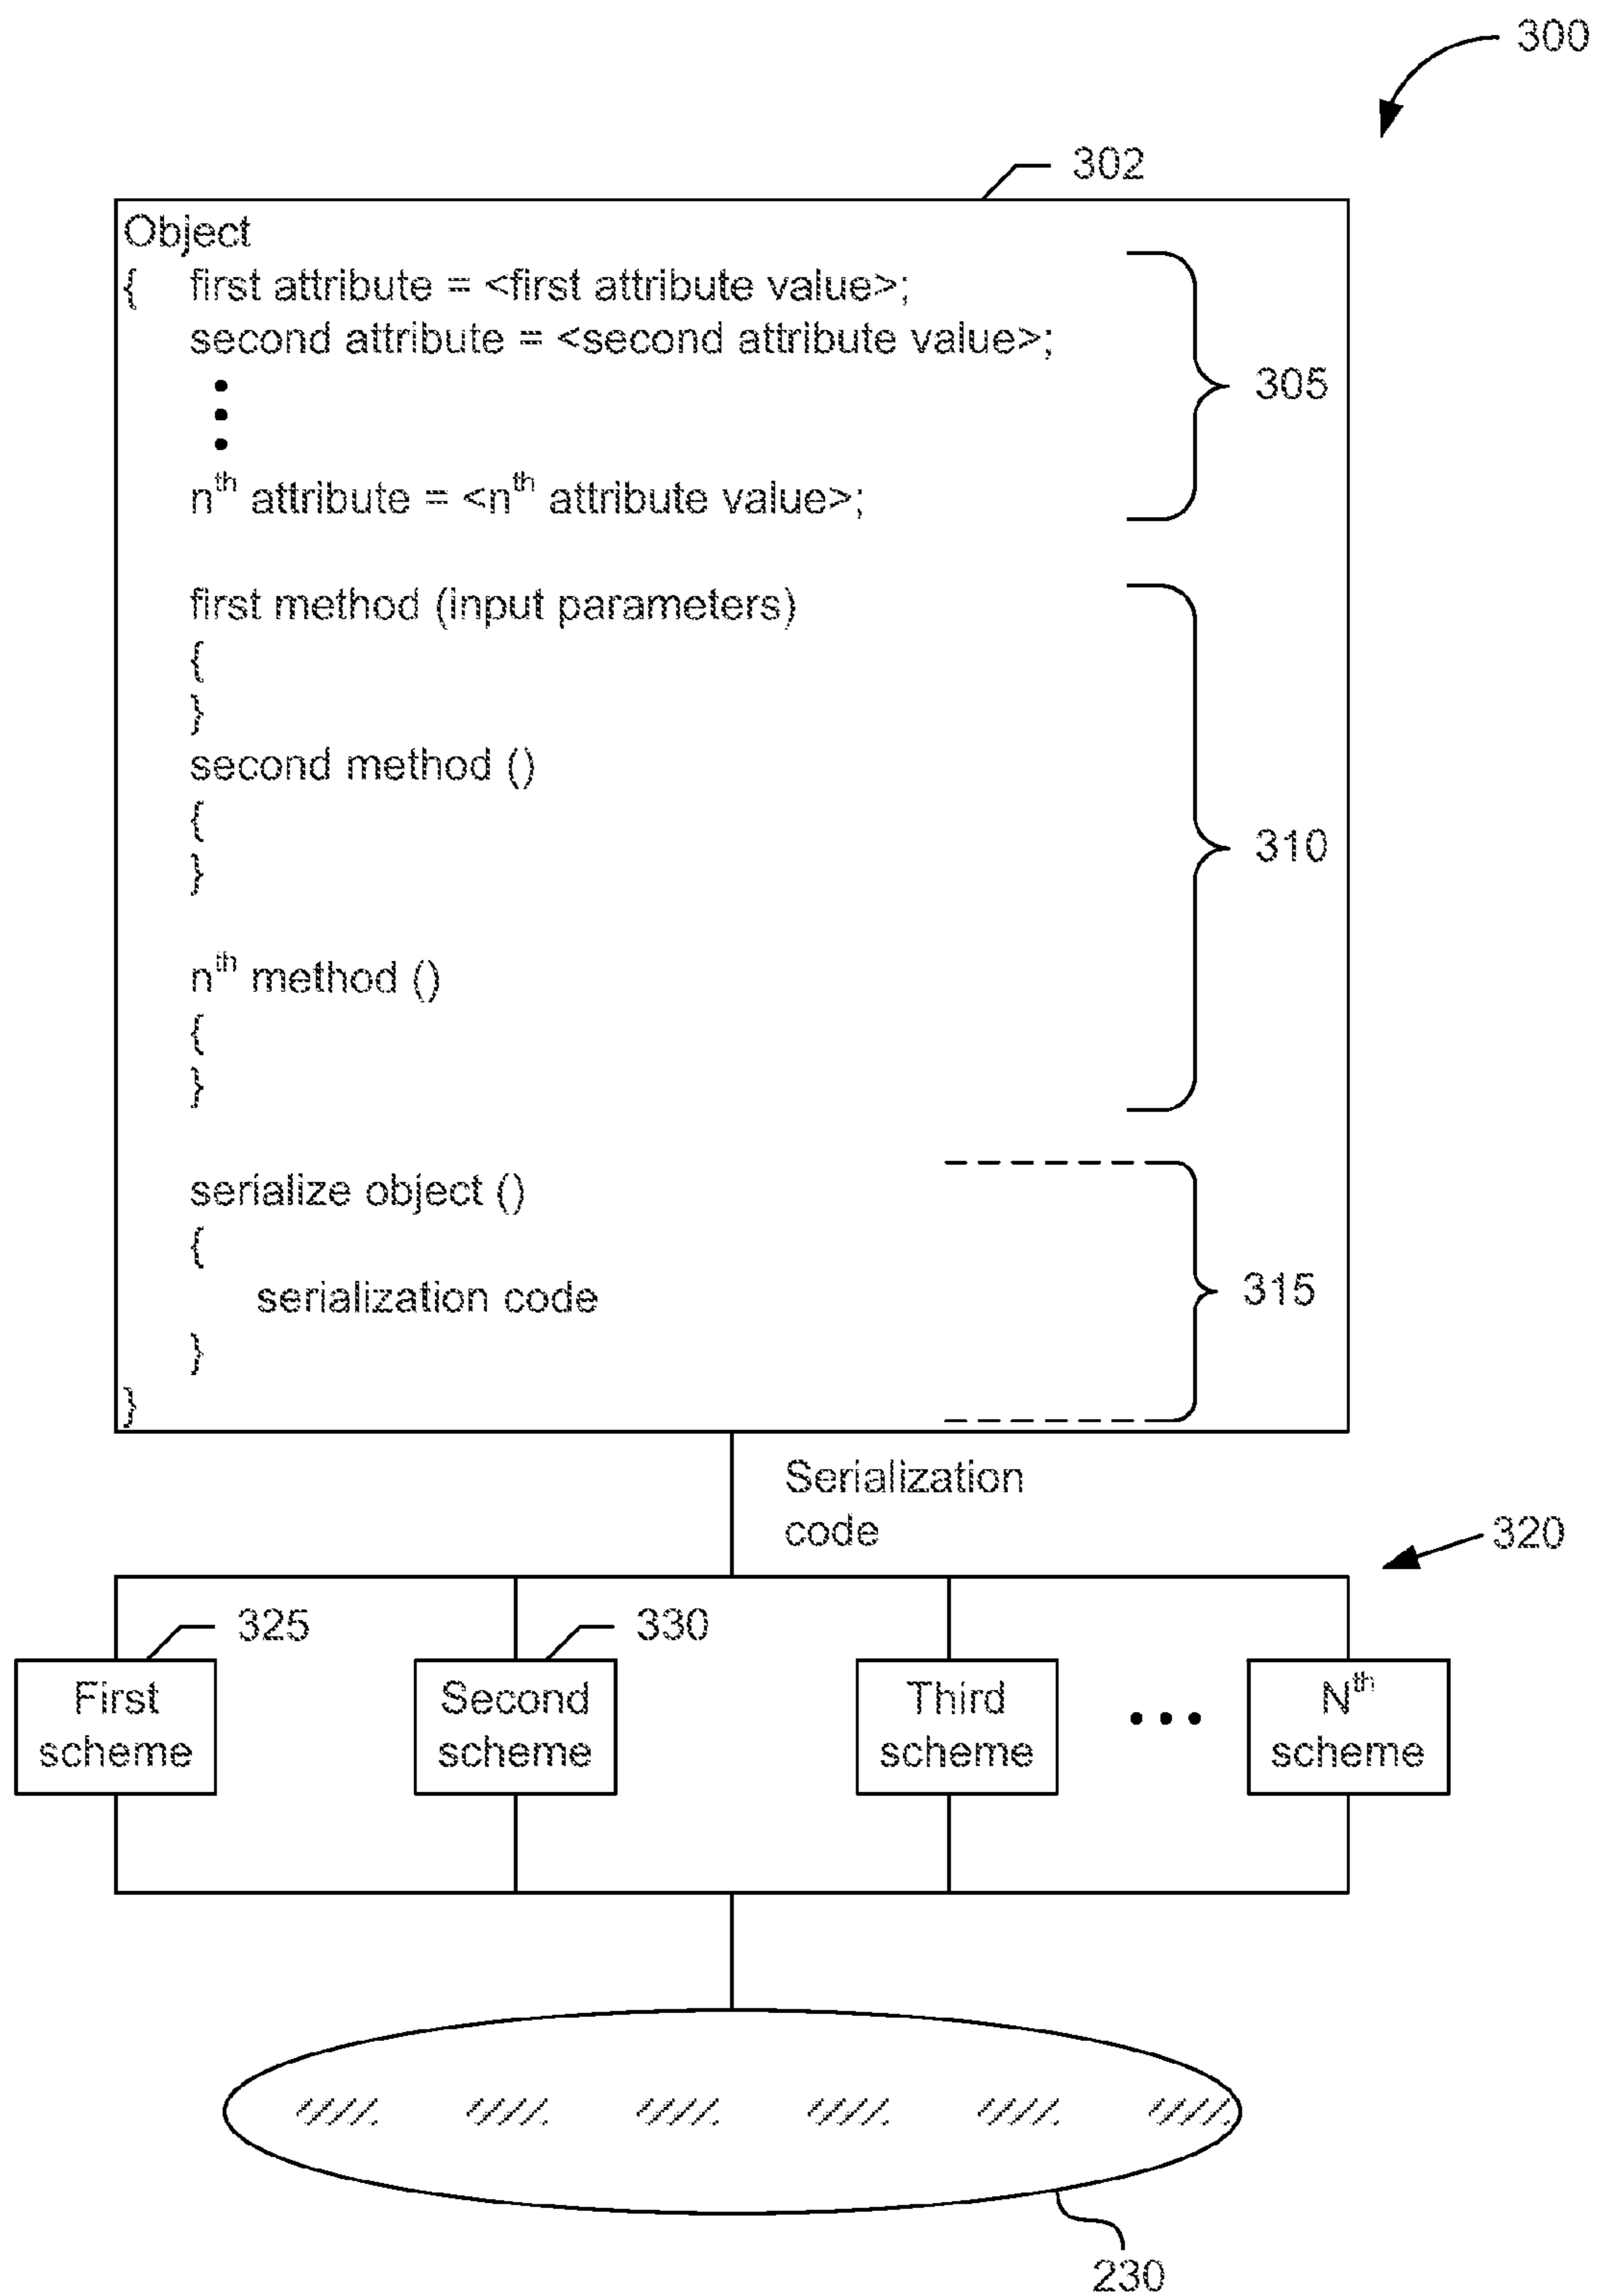 300
302
Object
{ first attribute = <first attribute value>;
second attribute = <second attribute value>;
305
nth attribute = <nth attribute value>;
first method (input parameters)
{
}
second method ()
{
310
}
nth method ()
{
}
serialize object ()
{
serialization code 315
}
}
Serialization
code
320
325 330
First
scheme
Second
scheme
Third
scheme
•••
Nth
scheme
230